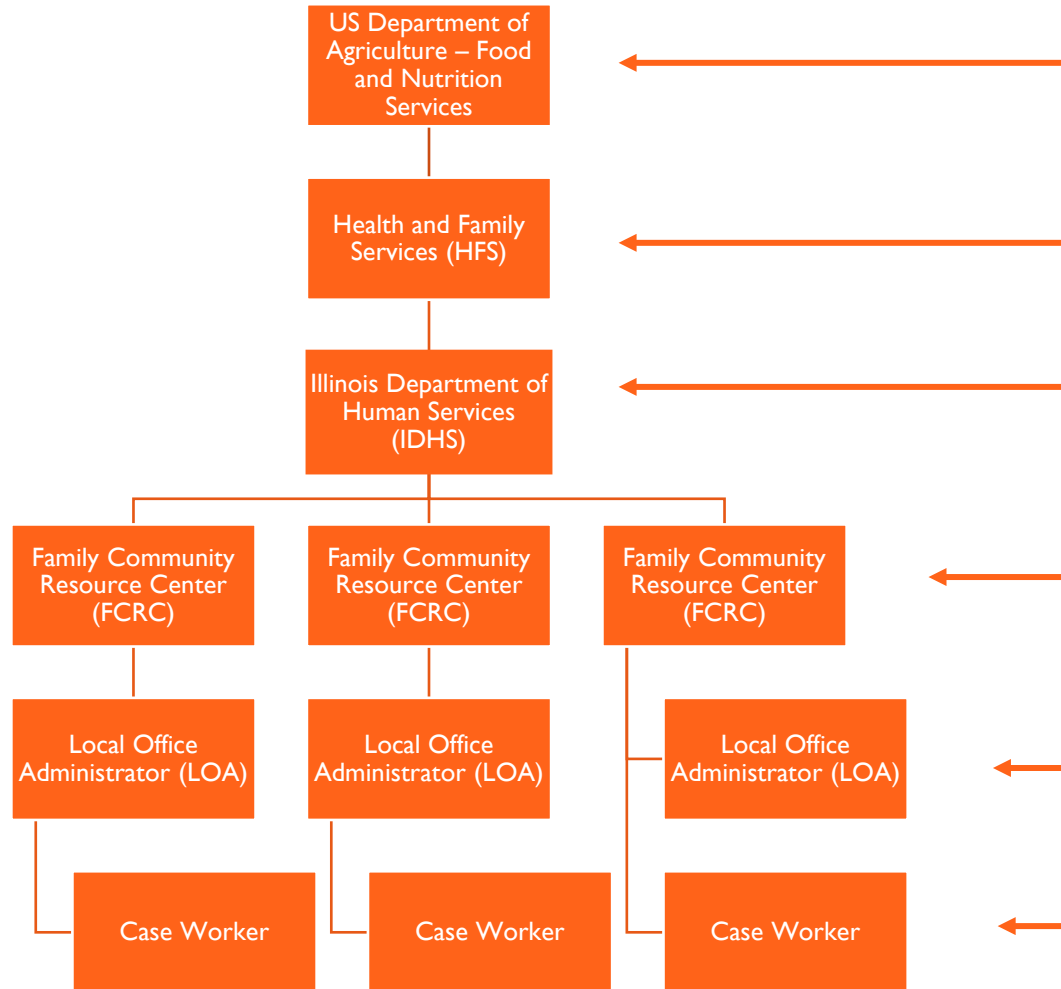 US Department of
Agriculture – Food
and Nutrition
Services
Health and Family
Services (HFS)
Illinois Department of
Human Services
(IDHS)
Family Community
Resource Center
(FCRC)
Family Community
Resource Center
(FCRC)
Family Community
Resource Center
(FCRC)
Local Office
Administrator (LOA)
Local Office
Administrator (LOA)
Local Office
Administrator (LOA)
Case Worker
Case Worker
Case Worker